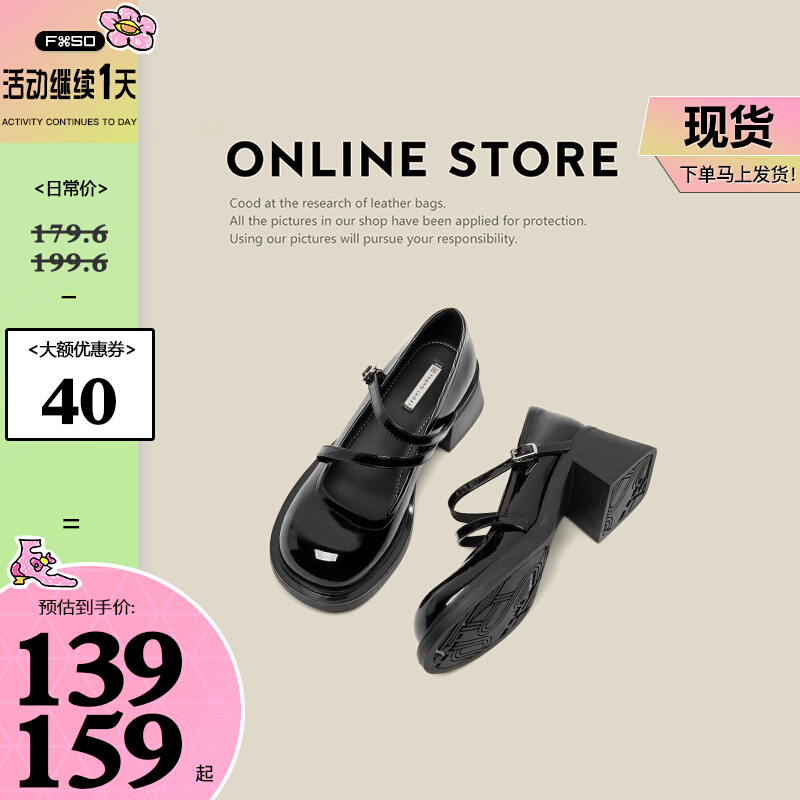 F⌘50
活动继续1天
ACTIVITY CONTINUES TO DAY
<日常价>
179.6
199.6
–
<大额优惠券>
40
=
预估到手价:
139
159 起
现货
下单马上发货!
ONLINE STORE
Cood at the research of leather bags.
All the pictures in our shop have been applied for protection.
Using our pictures will pursue your responsibility.